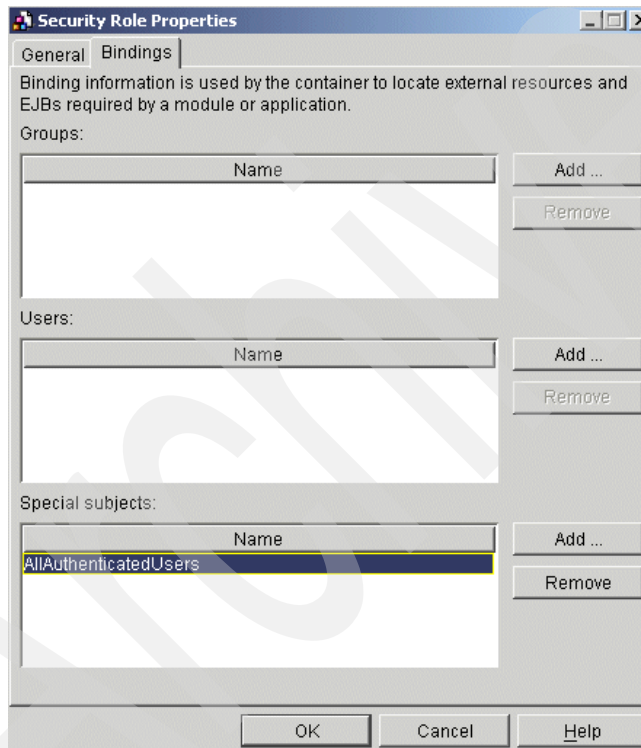 Security Role Properties
General Bindings
Binding information is used by the container to locate external resources and
EJBs required by a module or application.
Groups:
Name
Add ...
Remove
Users:
Name
Add ...
Remove
Special subjects:
Name
Add ...
AllAuthenticatedUsers
Remove
OK Cancel Help